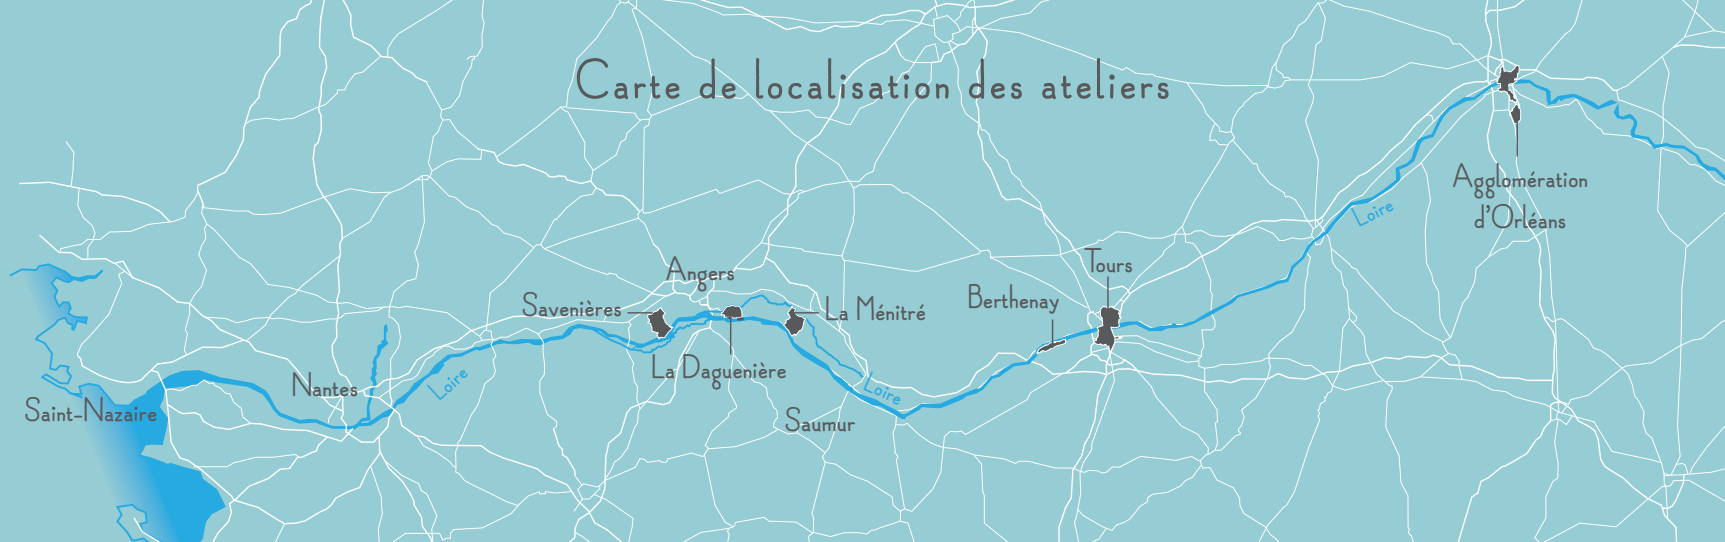 Carte de localisation des ateliers
Agglomération
d'Orléans
Loire
Tours
Berthenay
Angers
Savenières
La Ménitré
La Daguenière
Loire
Saumur
Nantes
Loire
Saint-Nazaire